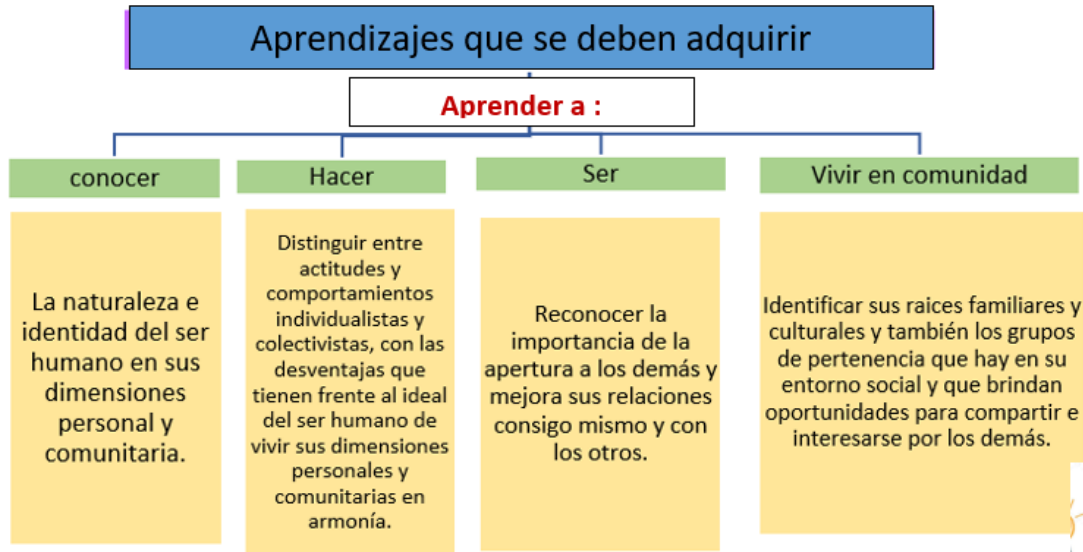 Aprendizajes que se deben adquirir
Aprender a :
conocer
La naturaleza e
identidad del ser
humano en sus
dimensiones
personal y
comunitaria.
Hacer
Distinguir entre
actitudes y
comportamientos
individualistas y
colectivistas, con las
desventajas que
tienen frente al ideal
del ser humano de
vivir sus dimensiones
personales y
comunitarias en
armonía.
Ser
Reconocer la
importancia de la
apertura a los demás y
mejora sus relaciones
consigo mismo y con
los otros.
Vivir en comunidad
Identificar sus raices familiares y
culturales y también los grupos
de pertenencia que hay en su
entorno social y que brindan
oportunidades para compartir e
interesarse por los demás.